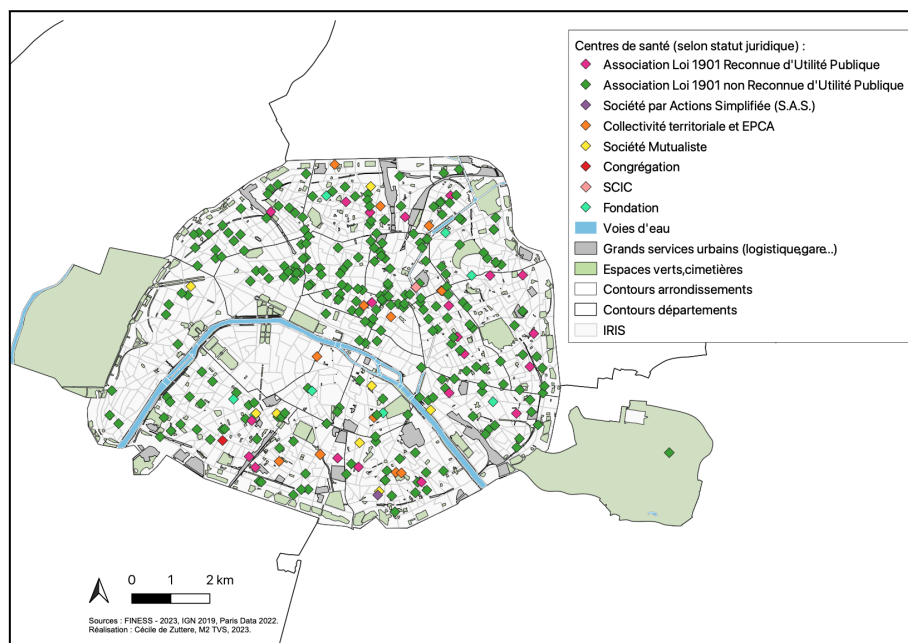 Centres de santé (selon statut juridique) :
Association Loi 1901 Reconnue d'Utilité Publique
Association Loi 1901 non Reconnue d'Utilité Publique
Société par Actions Simplifiée (S.A.S.)
Collectivité territoriale et EPCA
Société Mutualiste
Congrégation
SCIC
Fondation
Voies d'eau
Grands services urbains (logistique,gare...)
Espaces verts,cimetières
Contours arrondissements
Contours départements
IRIS
0 1 2 km
Sources : FINESS - 2023, IGN 2019, Paris Data 2022.
Réalisation : Cécile de Zuttere, M2 TVS, 2023.